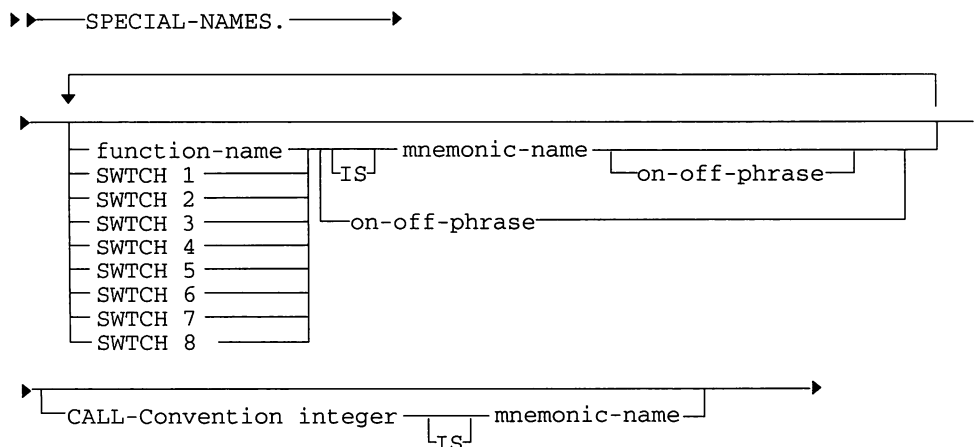 SPECIAL-NAMES.
function-name IS mnemonic-name on-off-phrase
SWTCH 1
SWTCH 2
SWTCH 3 on-off-phrase
SWTCH 4
SWTCH 5
SWTCH 6
SWTCH 7
SWTCH 8
CALL-Convention integer IS mnemonic-name